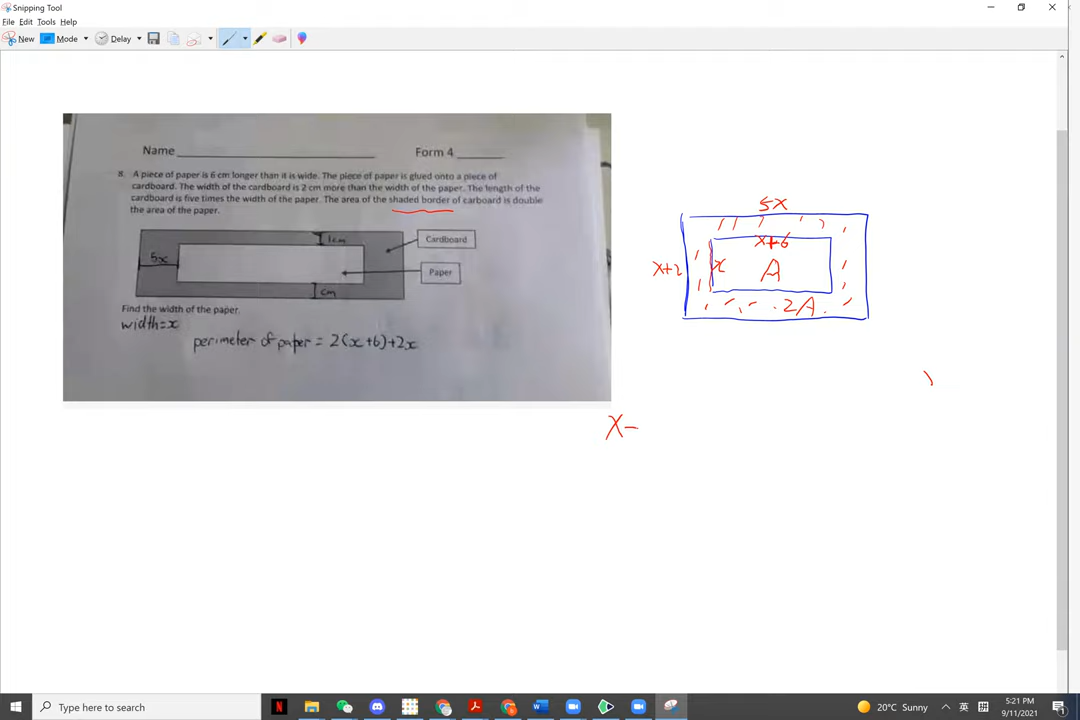 Snipping Tool
File Edit Tools Help
New Mode Delay
Name Form 4
8. A piece of paper is 6 cm longer than it is wide. The piece of paper is glued onto a piece of
cardboard. The width of the cardboard is 2 cm more than the width of the paper. The length of the
cardboard is five times the width of the paper. The area of the shaded border of carboard is double
the area of the paper.
1cm
Cardboard
5x
Paper
cm
Find the width of the paper.
width=x
perimeter of paper = 2(x+6)+2x
5x
x+6
x+2 x A
2A
x-
Type here to search
20°C Sunny
英
拼
5:21 PM
9/11/2021
1